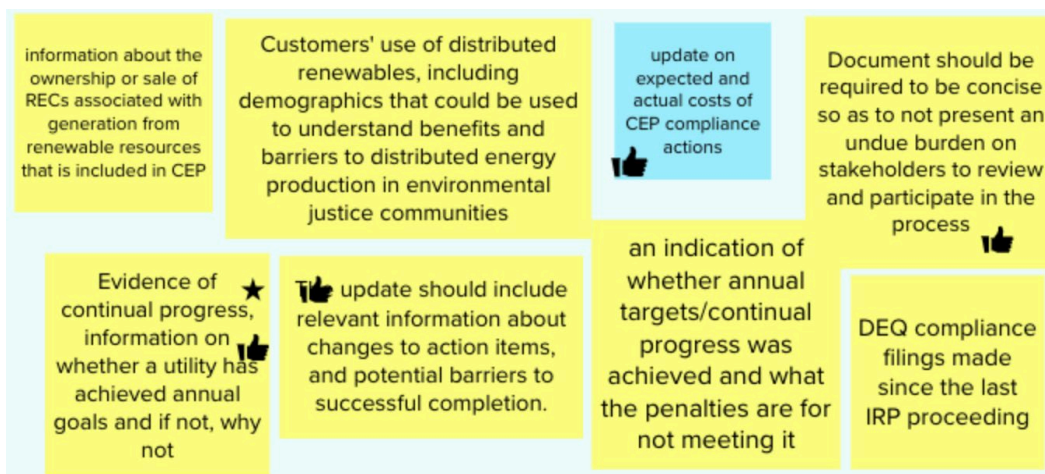 information about the
ownership or sale of
RECs associated with
generation from
renewable resources
that is included in CEP
Customers' use of distributed
renewables, including
demographics that could be used
to understand benefits and
barriers to distributed energy
production in environmental
justice communities
update on
expected and
actual costs of
CEP compliance
actions
Document should be
required to be concise
so as to not present an
undue burden on
stakeholders to review
and participate in the
process
Evidence of
continual progress,
information on
whether a utility has
achieved annual
goals and if not, why
not
update should include
relevant information about
changes to action items,
and potential barriers to
successful completion.
an indication of
whether annual
targets/continual
progress was
achieved and what
the penalties are for
not meeting it
DEQ compliance
filings made
since the last
IRP proceeding